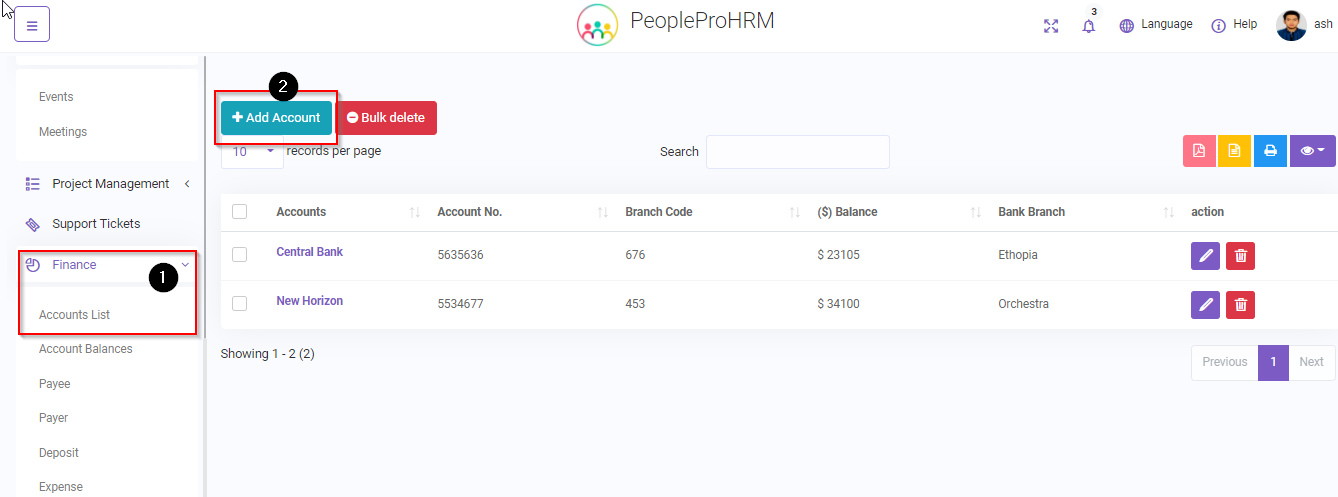 PeopleProHRM
3
Language
Help
ash
Events
Meetings
Project Management
Support Tickets
1
Finance
Accounts List
Account Balances
Payee
Payer
Deposit
Expense
2
Add Account
Bulk delete
10 records per page
Search
Accounts Account No. Branch Code ($) Balance Bank Branch action
Central Bank 5635636 676 $ 23105 Ethopia
New Horizon 5534677 453 $ 34100 Orchestra
Showing 1 - 2 (2)
Previous 1 Next